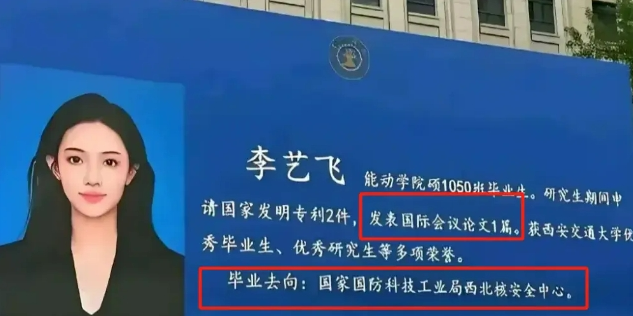 李艺飞 能动学院硕1050班毕业生。研究生期间申
请国家发明专利2件，发表国际会议论文1届。获西安交通大学优
秀毕业生、优秀研究生等多项荣誉。
毕业去向：国家国防科技工业局西北核安全中心。